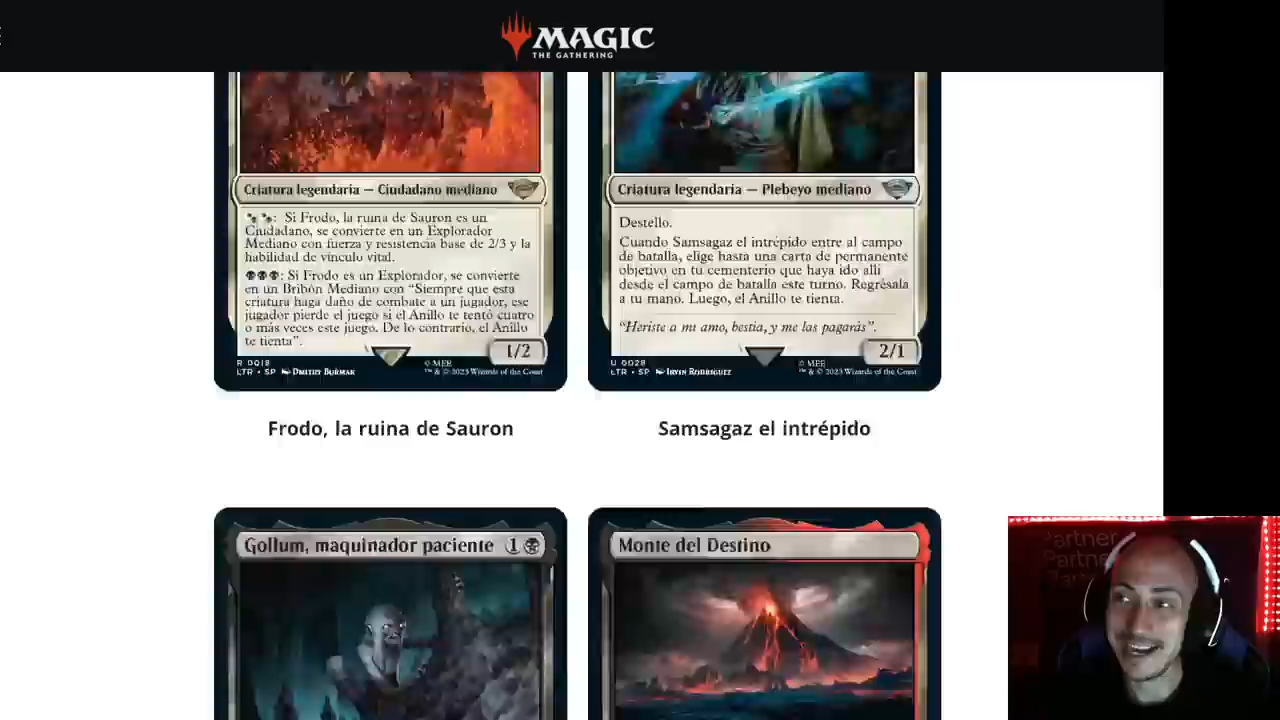 MAGIC
THE GATHERING
Criatura legendaria — Ciudadano mediano
: Si Frodo, la ruina de Sauron es un
Ciudadano, se convierte en un Explorador
Mediano con fuerza y resistencia base de 2/3 y la
habilidad de vínculo vital.
: Si Frodo es un Explorador, se convierte
en un Bribón Mediano con “Siempre que esta
criatura haga daño de combate a un jugador, ese
jugador pierde el juego si el Anillo te tentó cuatro
o más veces este juego. De lo contrario, el Anillo
te tienta”.
1/2
R 0018
LTR • SP Dmitry Burmak
© MEE
™ & © 2023 Wizards of the Coast
Criatura legendaria — Plebeyo mediano
Destello.
Cuando Samsagaz el intrépido entre al campo
de batalla, elige hasta una carta de permanente
objetivo en tu cementerio que haya ido allí
desde el campo de batalla este turno. Regrésala
a tu mano. Luego, el Anillo te tienta.
“Heriste a mi amo, bestia, y me las pagarás”.
2/1
U 0028
LTR • SP Irvin Rodriguez
© MEE
™ & © 2023 Wizards of the Coast
Frodo, la ruina de Sauron
Samsagaz el intrépido
Gollum, maquinador paciente 1
Monte del Destino
Partner
Partner